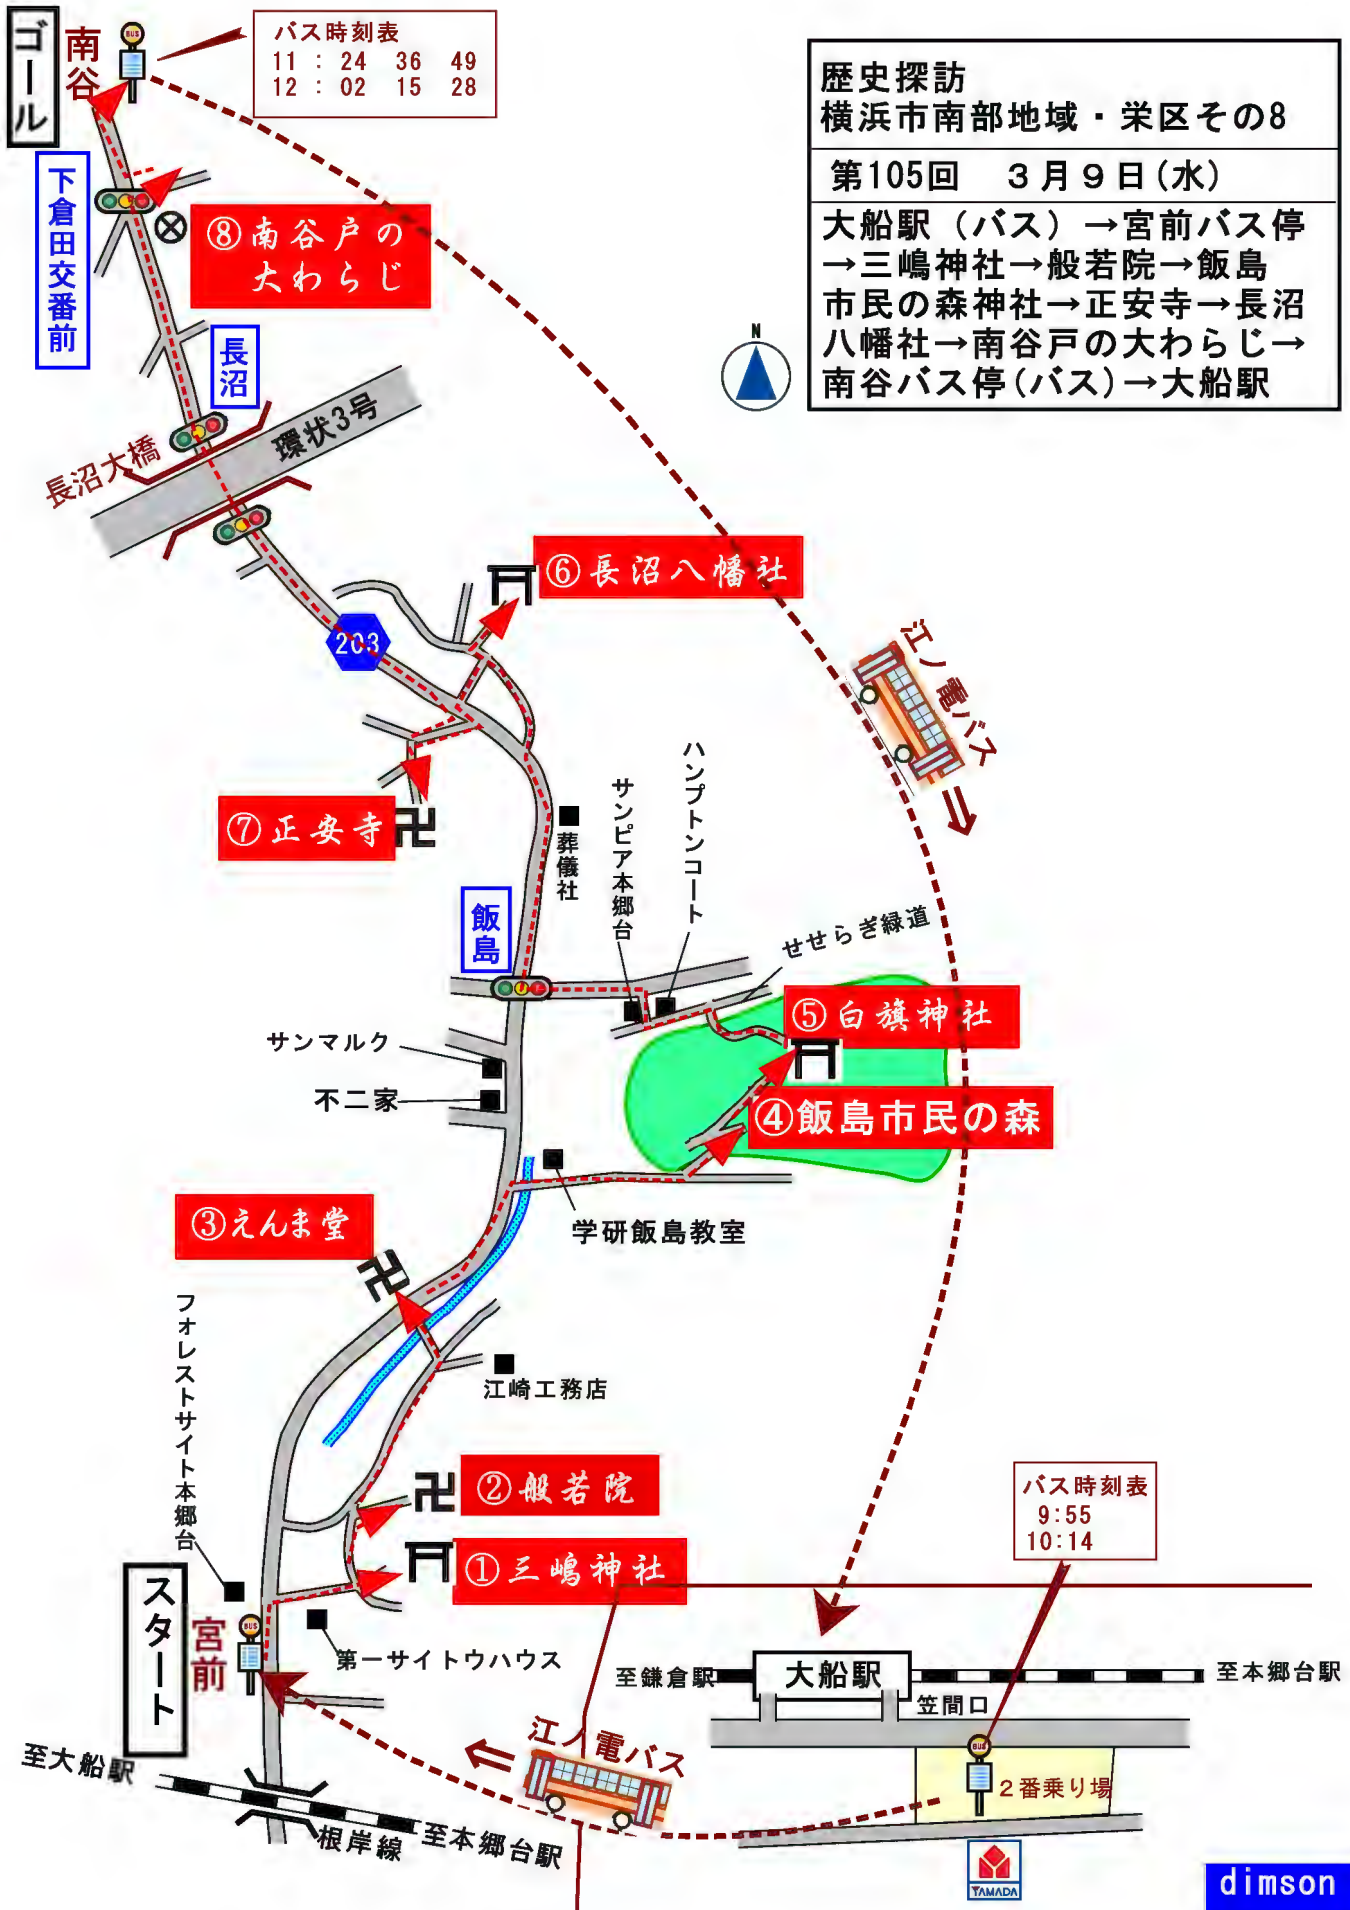 ゴール
南谷
BUS
バス時刻表
11 : 24 36 49
12 : 02 15 28
歴史探訪
横浜市南部地域・栄区その8
第105回 3月9日(水)
大船駅(バス)→宮前バス停
→三嶋神社→般若院→飯島
市民の森神社→正安寺→長沼
八幡社→南谷戸の大わらじ→
南谷バス停(バス)→大船駅
下倉田交番前
⑧南谷戸の
大わらじ
長沼
N
環状3号
長沼大橋
⑥長沼八幡社
203
江ノ電バス
⑦正安寺
葬儀社
サンピア本郷台
ハンプトンコート
飯島
せせらぎ緑道
⑤白旗神社
サンマルク
不二家
④飯島市民の森
学研飯島教室
③えんま堂
フォレストサイト本郷台
江崎工務店
②般若院
①三嶋神社
バス時刻表
9:55
10:14
スタート
宮前
BUS
第一サイトウハウス
至鎌倉駅
大船駅
至本郷台駅
笠間口
江ノ電バス
BUS
2番乗り場
至大船駅
根岸線
至本郷台駅
YAMADA
dimson